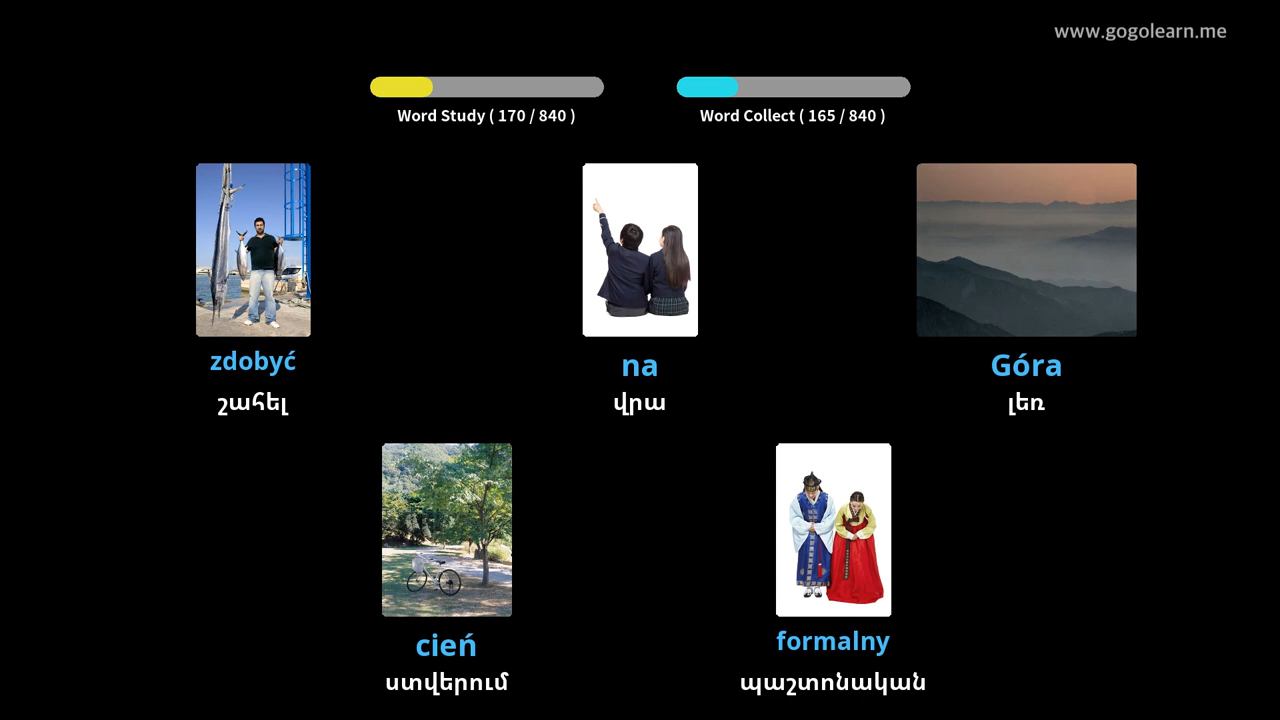 www.gogolearn.me
Word Study ( 170 / 840 )
Word Collect ( 165 / 840 )
zdobyć
շահել
na
վրա
Góra
լեռ
cień
ստվերում
formalny
պաշտոնական